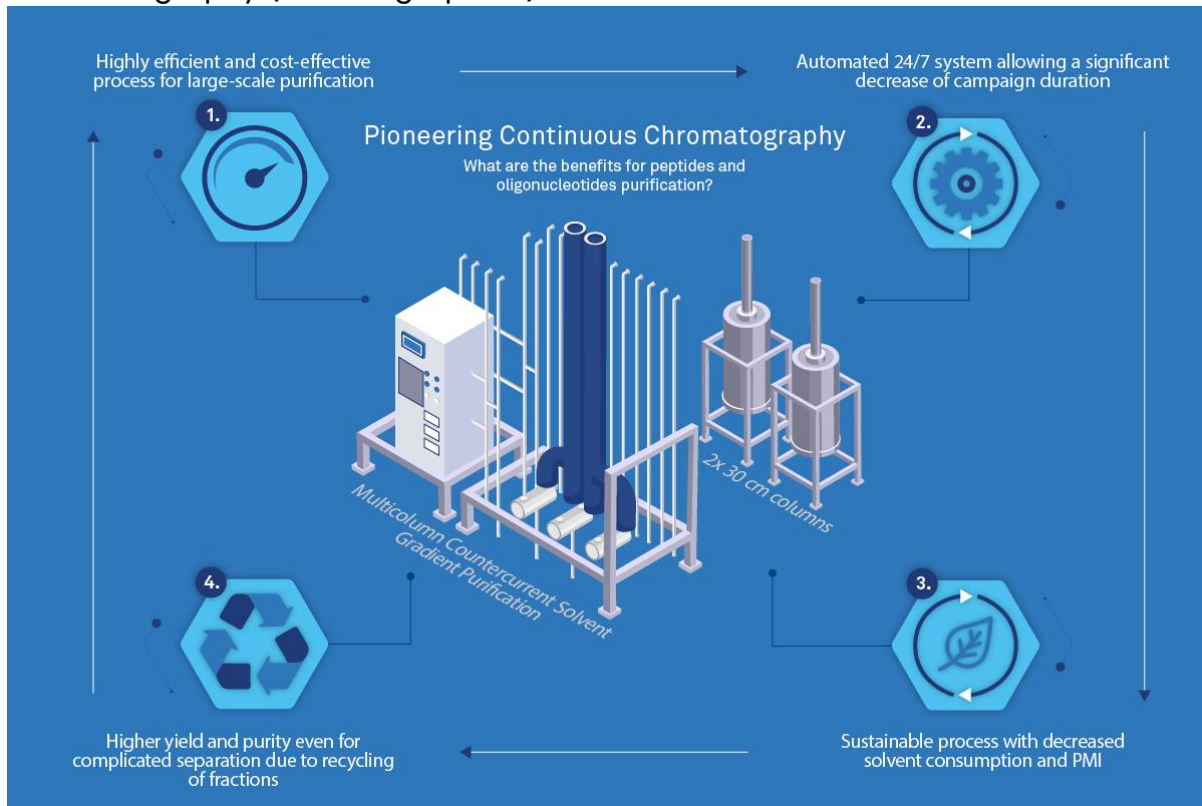 Highly efficient and cost-effective
process for large-scale purification
Automated 24/7 system allowing a significant
decrease of campaign duration
1.
2.
Pioneering Continuous Chromatography
What are the benefits for peptides and
oligonucleotides purification?
2x 30 cm columns
Multicolumn Countercurrent Solvent
Gradient Purification
4.
3.
Higher yield and purity even for
complicated separation due to recycling
of fractions
Sustainable process with decreased
solvent consumption and PMI